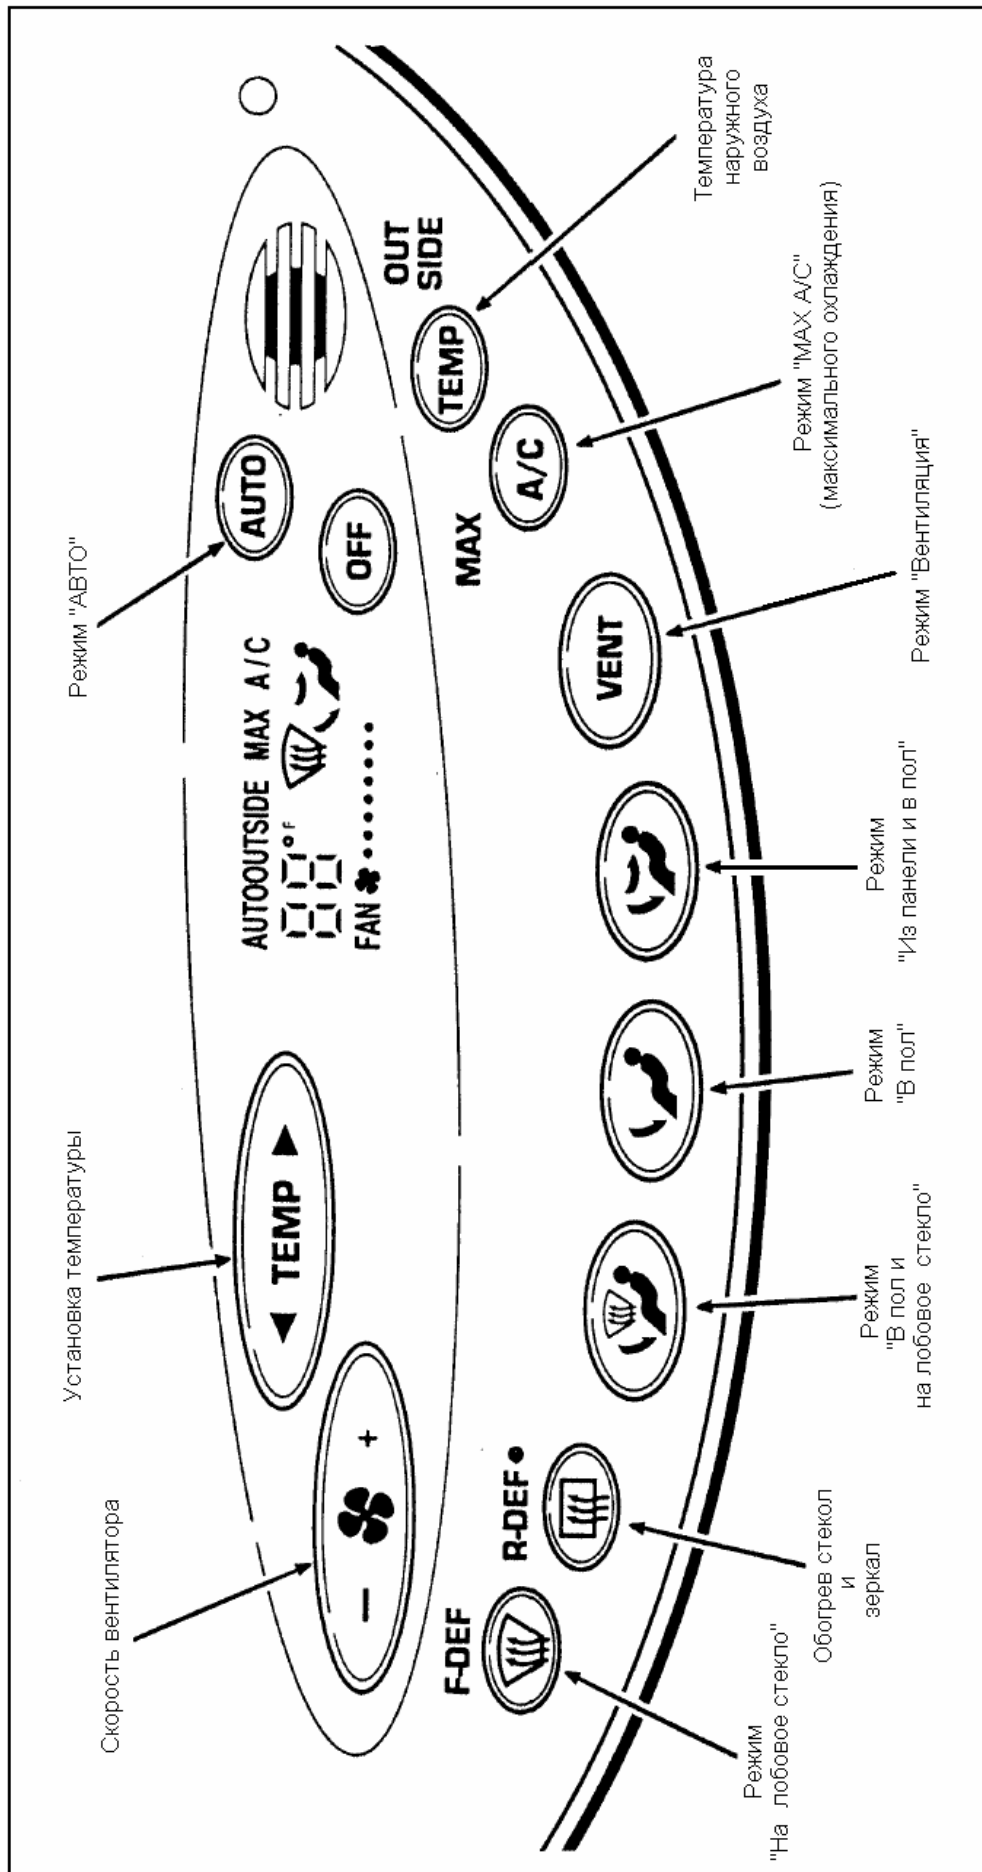 Скорость вентилятора
Установка температуры
Режим "АВТО"
− +
◄ TEMP ►
AUTOOUTSIDE MAX A/C
88°F
FAN
AUTO
OFF
OUT
SIDE
TEMP
MAX
A/C
VENT
F-DEF
R-DEF
Режим
"На лобовое стекло"
Обогрев стекол
и
зеркал
Режим
"В пол и
на лобовое стекло"
Режим
"В пол"
Режим
"Из панели и в пол"
Режим "Вентиляция"
Режим "MAX A/C"
(максимального охлаждения)
Температура
наружного
воздуха